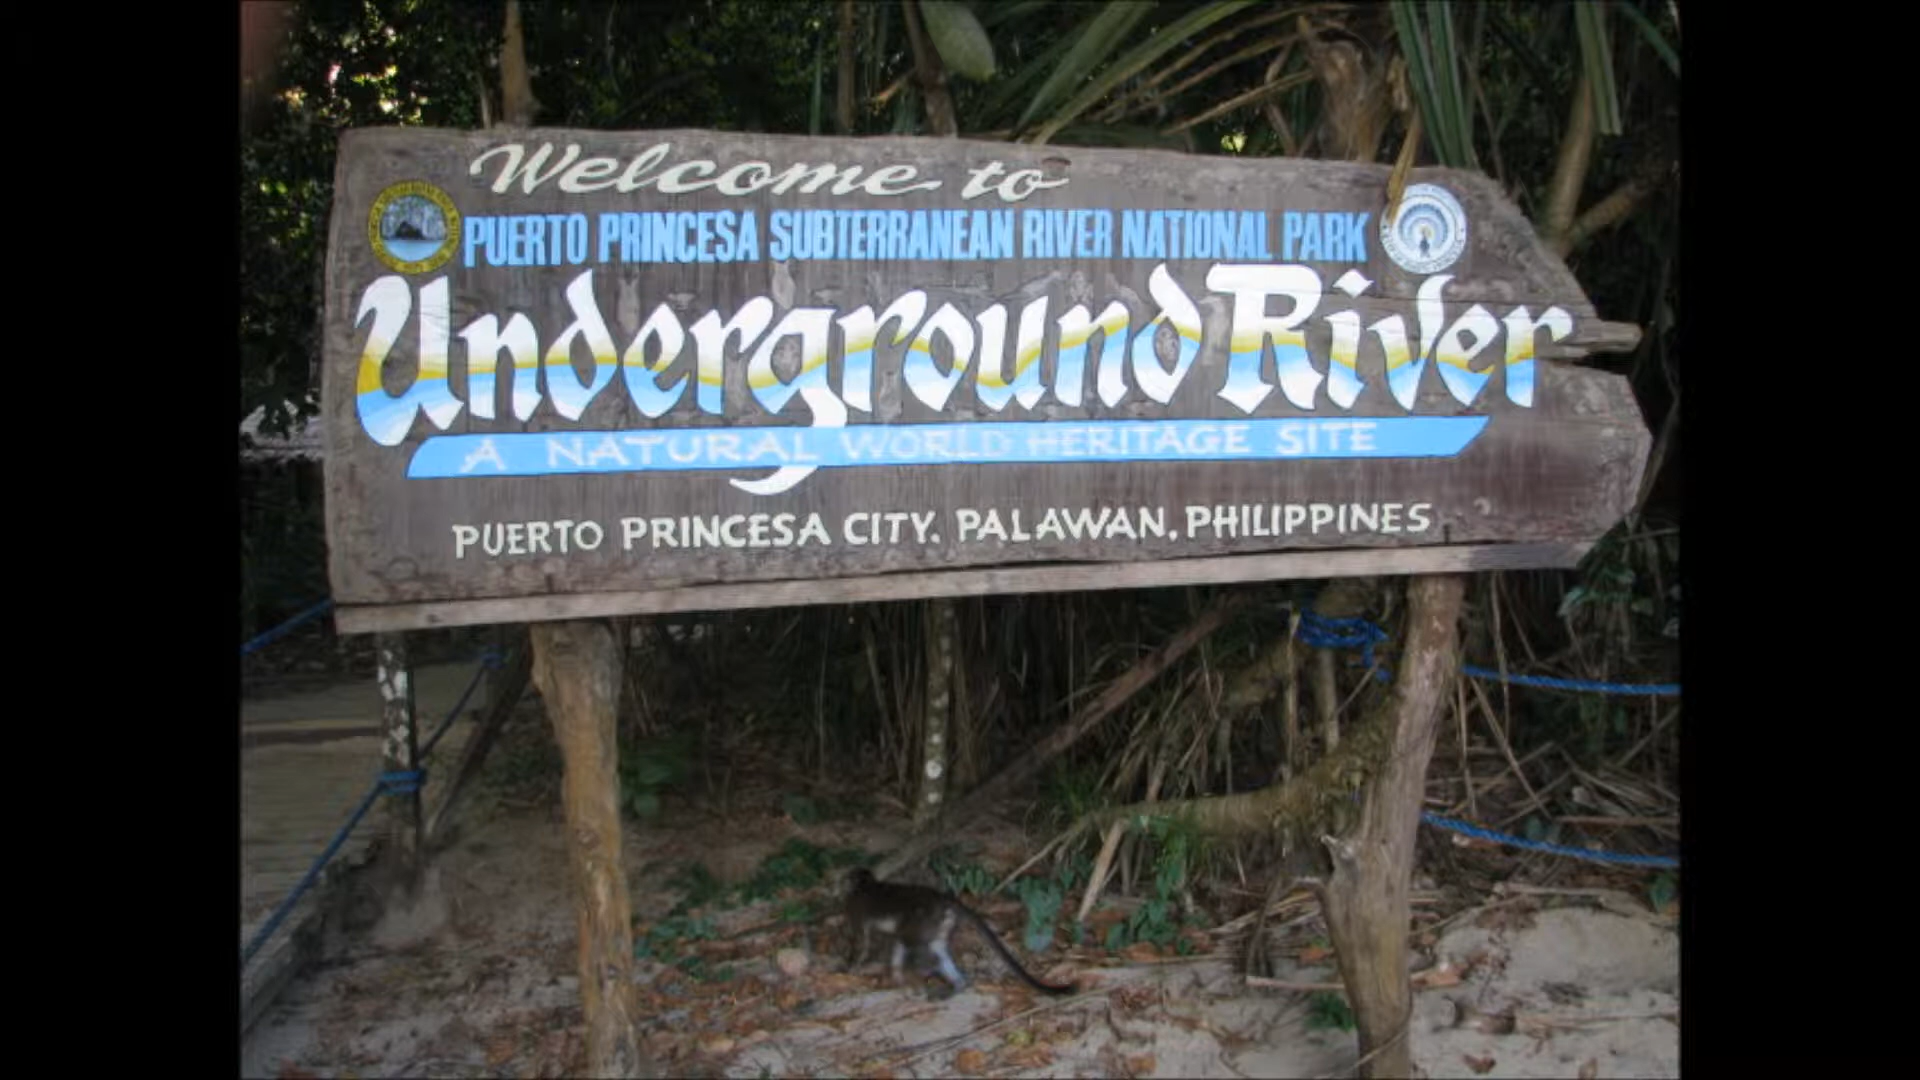 Welcome to
PUERTO PRINCESA SUBTERRANEAN RIVER NATIONAL PARK
Underground River
A NATURAL WORLD HERITAGE SITE
PUERTO PRINCESA CITY. PALAWAN. PHILIPPINES